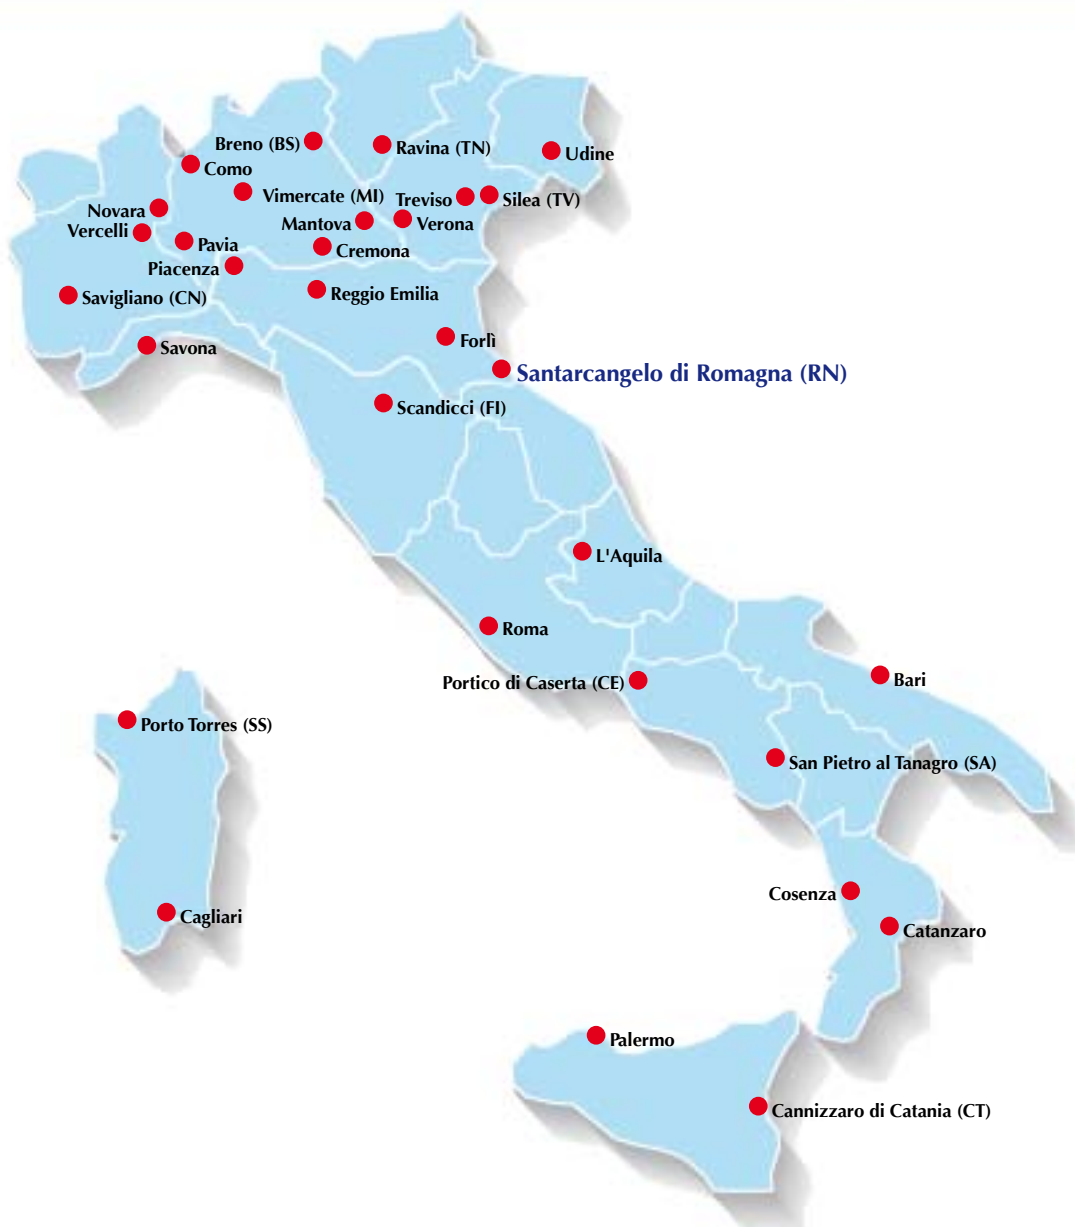 Breno (BS)
Ravina (TN)
Udine
Como
Vimercate (MI)
Treviso
Silea (TV)
Novara
Mantova
Verona
Vercelli
Pavia
Cremona
Piacenza
Savigliano (CN)
Reggio Emilia
Savona
Forlì
Santarcangelo di Romagna (RN)
Scandicci (FI)
L'Aquila
Roma
Portico di Caserta (CE)
Bari
Porto Torres (SS)
San Pietro al Tanagro (SA)
Cosenza
Cagliari
Catanzaro
Palermo
Cannizzaro di Catania (CT)